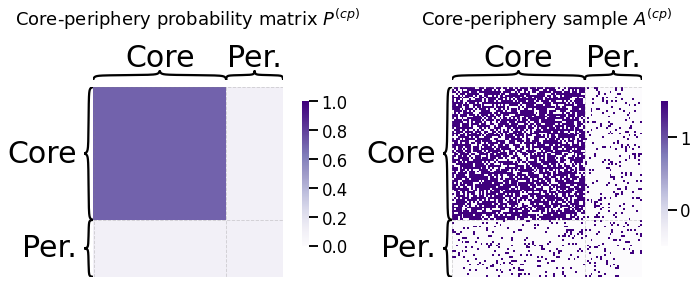 Core-periphery probability matrix $P^{(cp)}$
Core-periphery sample $A^{(cp)}$
Core Per.
Core
Per.
1.0
0.8
0.6
0.4
0.2
0.0
Core Per.
Core
Per.
1
0